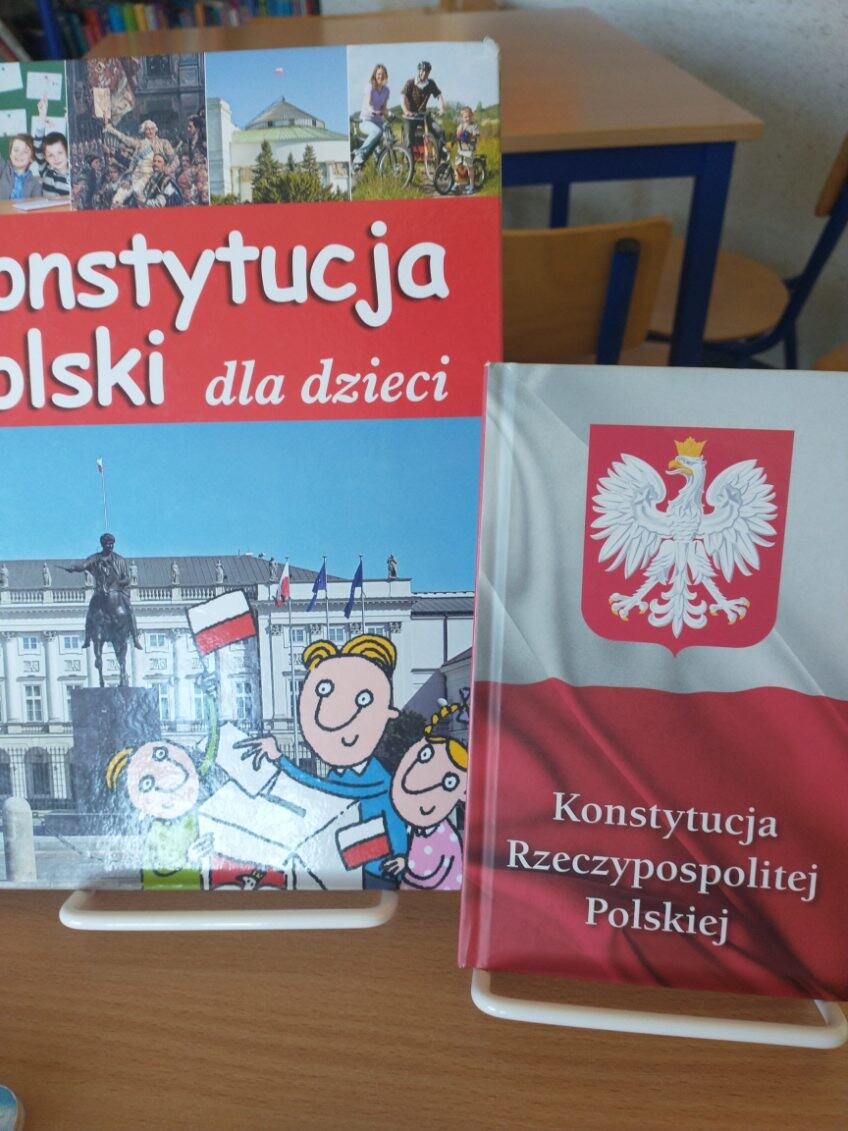 onstytucja
olski dla dzieci
Konstytucja
Rzeczypospolitej
Polskiej